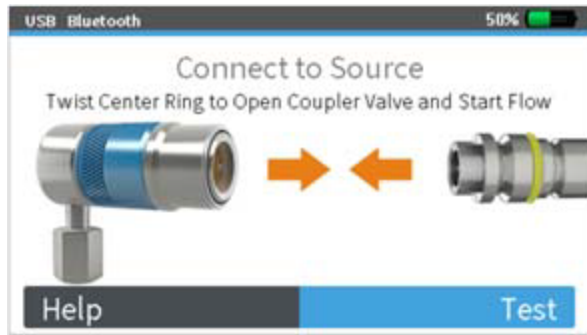 USB Bluetooth 50%
Connect to Source
Twist Center Ring to Open Coupler Valve and Start Flow
Help Test